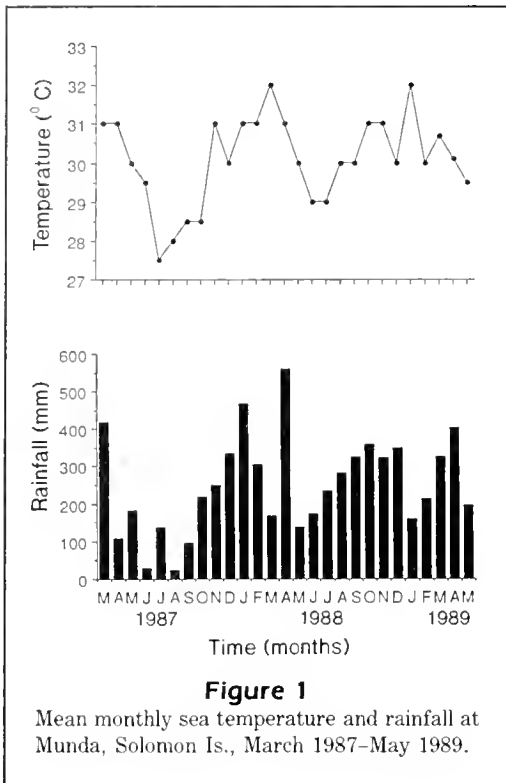 33
32
31
30
29
28
27
Temperature (° C)
600
500
400
300
200
100
0
Rainfall (mm)
M A M J J A S O N D J F M A M J J A S O N D J F M A M
1987 1988 1989
Time (months)
Figure 1
Mean monthly sea temperature and rainfall at
Munda, Solomon Is., March 1987–May 1989.